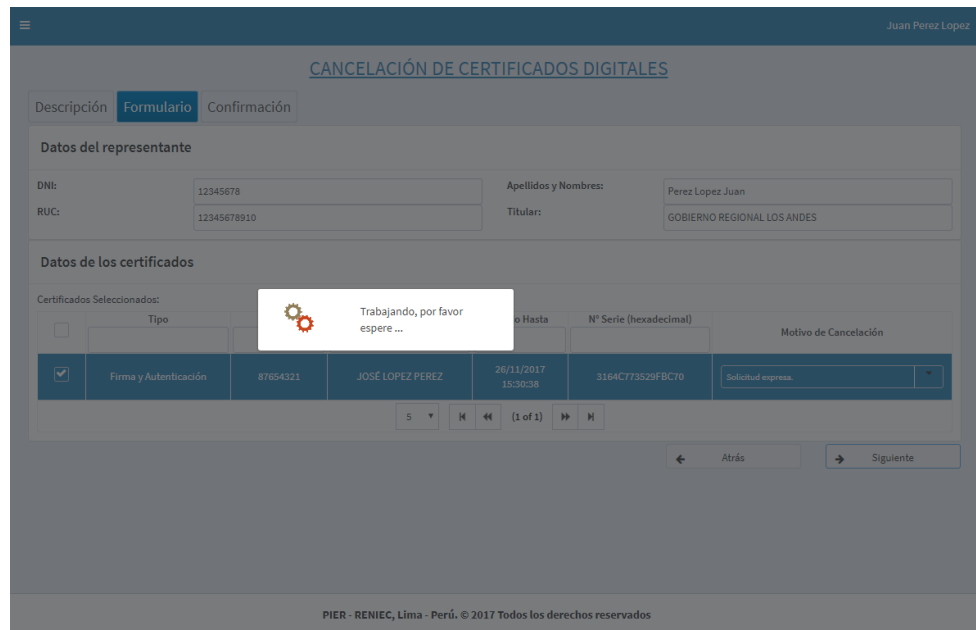 Juan Perez Lopez
CANCELACIÓN DE CERTIFICADOS DIGITALES
Descripción Formulario Confirmación
Datos del representante
DNI: 12345678 Apellidos y Nombres: Perez Lopez Juan
RUC: 12345678910 Titular: GOBIERNO REGIONAL LOS ANDES
Datos de los certificados
Certificados Seleccionados:
Trabajando, por favor
espere ...
Tipo o Hasta N° Serie (hexadecimal) Motivo de Cancelación
Firma y Autenticación 87654321 JOSÉ LOPEZ PEREZ 26/11/2017 15:30:38 3164C773529FBC70 Solicitud expresa.
5 (1 of 1)
Atrás Siguiente
PIER - RENIEC, Lima - Perú. © 2017 Todos los derechos reservados